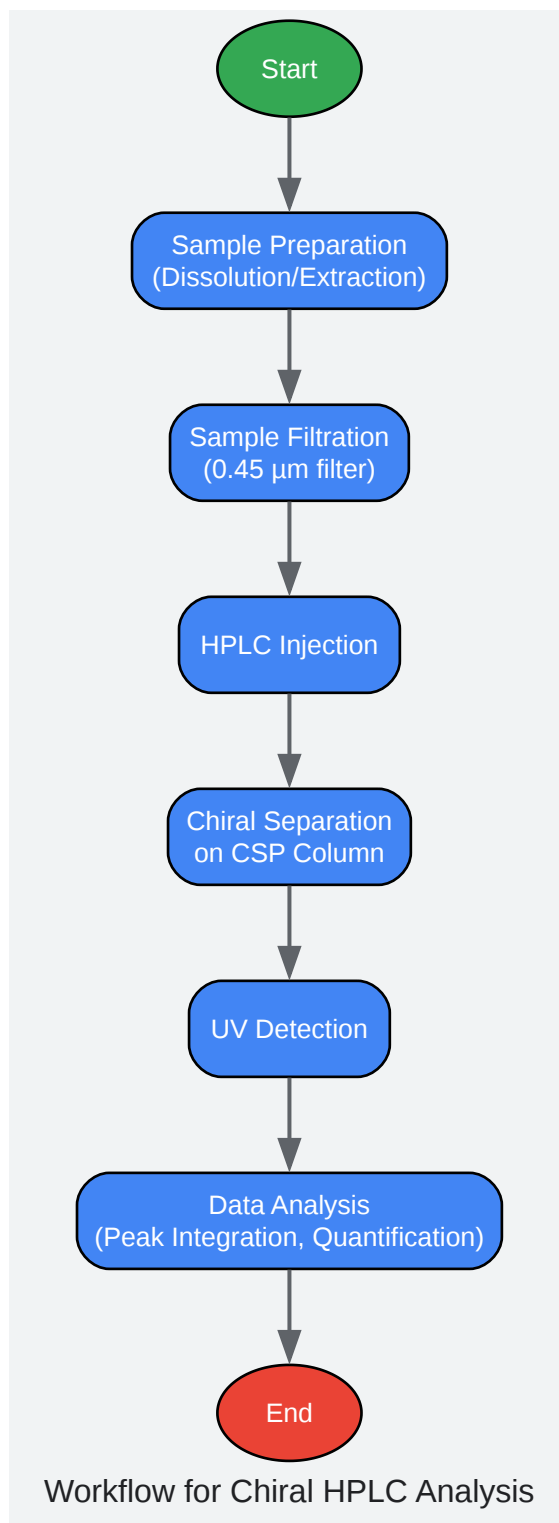 Start
Sample Preparation
(Dissolution/Extraction)
Sample Filtration
(0.45 µm filter)
HPLC Injection
Chiral Separation
on CSP Column
UV Detection
Data Analysis
(Peak Integration, Quantification)
End
Workflow for Chiral HPLC Analysis